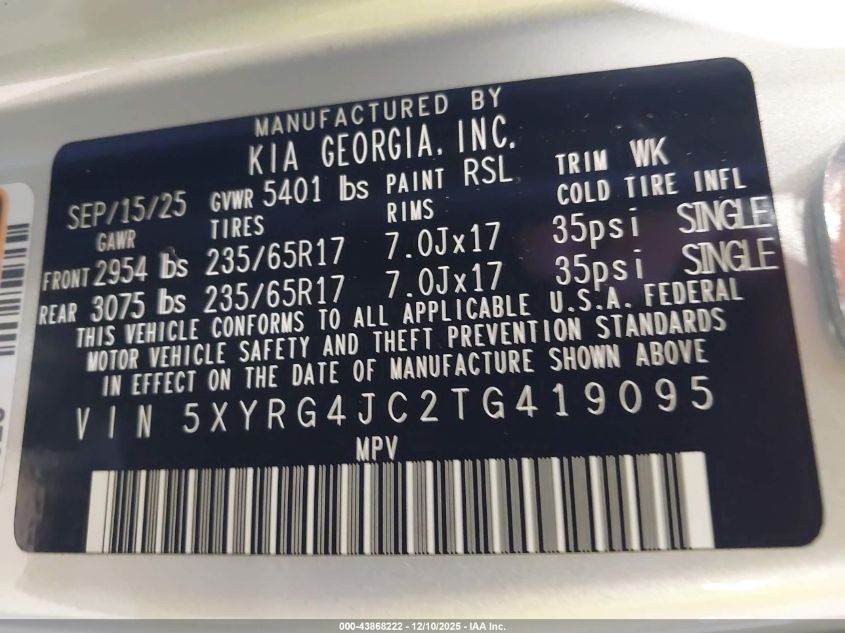 MANUFACTURED BY
KIA GEORGIA, INC.
SEP/15/25 GVWR 5401 lbs PAINT RSL TRIM WK
GAWR TIRES RIMS COLD TIRE INFL
FRONT 2954 lbs 235/65R17 7.0Jx17 35psi SINGLE
REAR 3075 lbs 235/65R17 7.0Jx17 35psi SINGLE
THIS VEHICLE CONFORMS TO ALL APPLICABLE U.S.A. FEDERAL
MOTOR VEHICLE SAFETY AND THEFT PREVENTION STANDARDS
IN EFFECT ON THE DATE OF MANUFACTURE SHOWN ABOVE
VIN 5XYRG4JC2TG419095
MPV
000-43868222 — 12/10/2025 — IAA Inc.